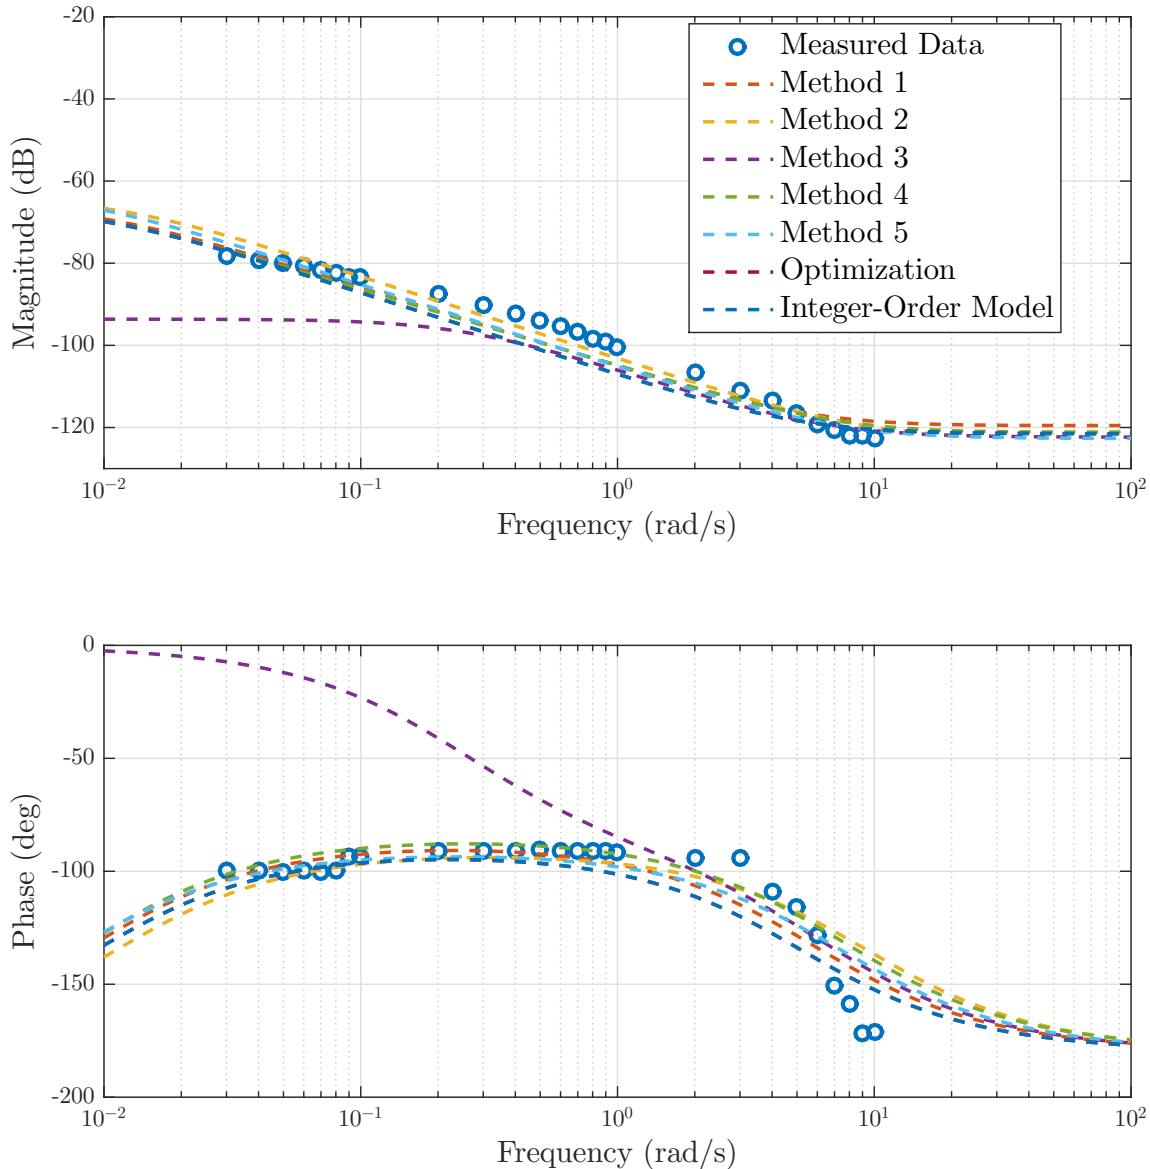 -20
-40
-60
-80
-100
-120
Magnitude (dB)
10^-2
10^-1
10^0
10^1
10^2
Frequency (rad/s)
Measured Data
Method 1
Method 2
Method 3
Method 4
Method 5
Optimization
Integer-Order Model
0
-50
-100
-150
-200
Phase (deg)
10^-2
10^-1
10^0
10^1
10^2
Frequency (rad/s)